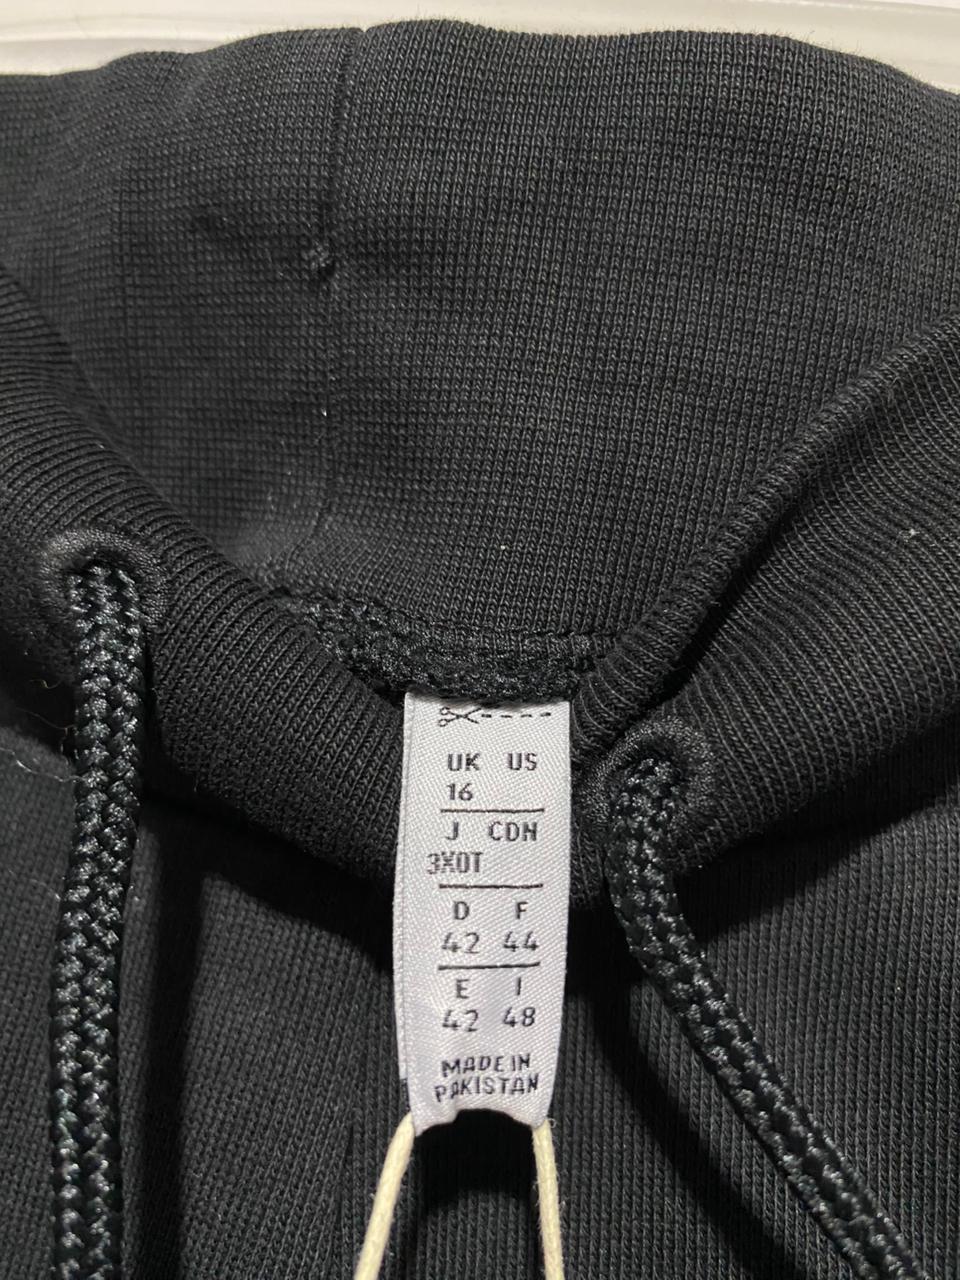 UK US
16
J CDN
3XOT
D F
42 44
E I
42 48
MADE IN
PAKISTAN